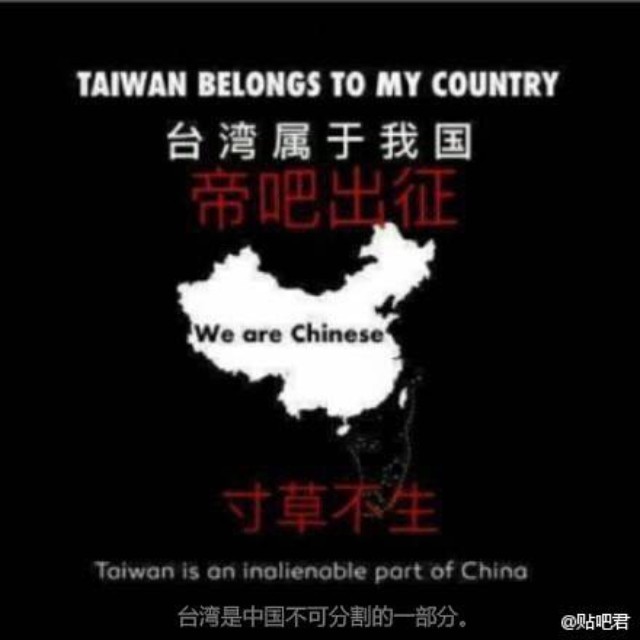 TAIWAN BELONGS TO MY COUNTRY
台湾属于我国
帝吧出征
We are Chinese
寸草不生
Taiwan is an inalienable part of China
台湾是中国不可分割的一部分。
@贴吧君